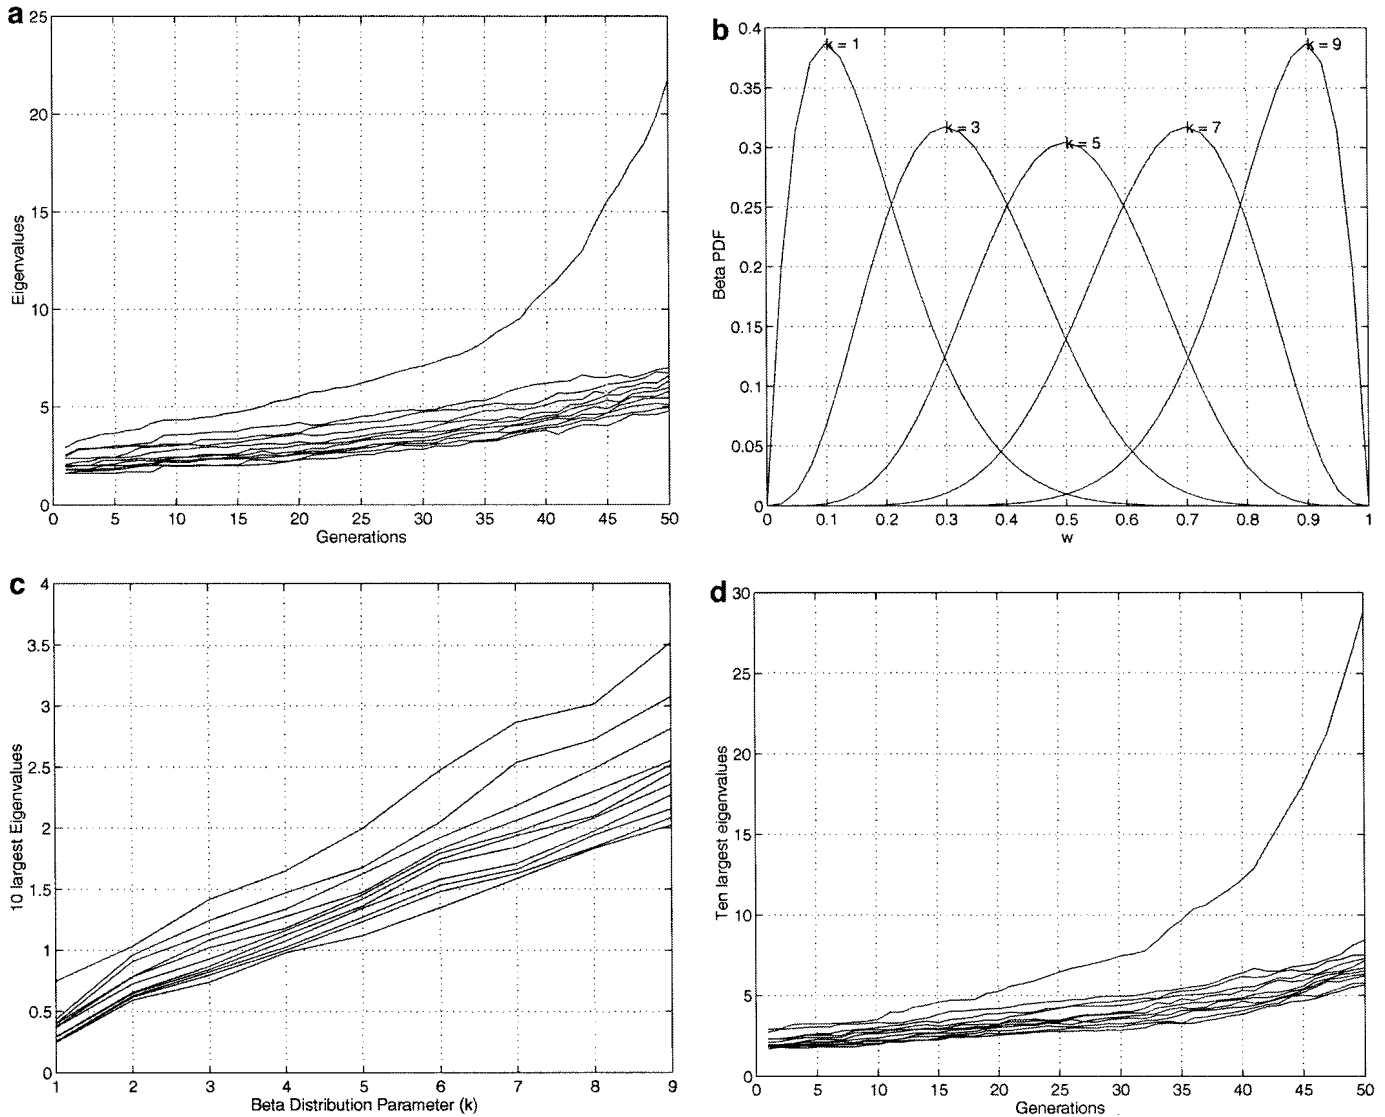 a
25
20
15
10
5
0
Eigenvalues
0 5 10 15 20 25 30 35 40 45 50
Generations
b
0.4
0.35
0.3
0.25
0.2
0.15
0.1
0.05
0
Beta PDF
k = 1
k = 3
k = 5
k = 7
k = 9
0 0.1 0.2 0.3 0.4 0.5 0.6 0.7 0.8 0.9 1
w
c
4
3.5
3
2.5
2
1.5
1
0.5
0
10 largest Eigenvalues
1 2 3 4 5 6 7 8 9
Beta Distribution Parameter (k)
d
30
25
20
15
10
5
0
Ten largest eigenvalues
0 5 10 15 20 25 30 35 40 45 50
Generations